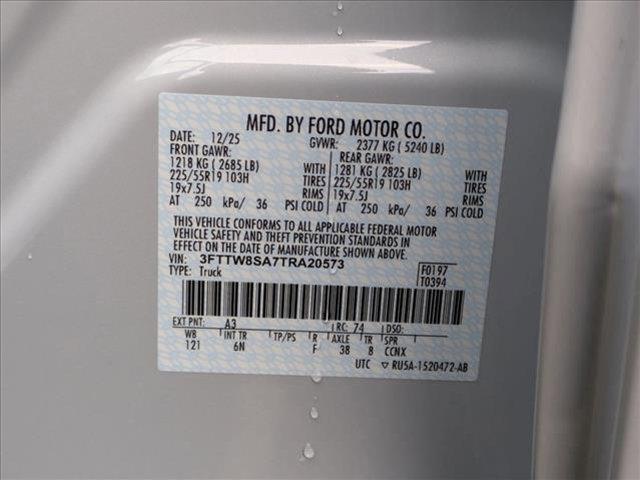 MFD. BY FORD MOTOR CO.
DATE: 12/25 GVWR: 2377 KG ( 5240 LB)
FRONT GAWR: REAR GAWR:
1218 KG ( 2685 LB) WITH 1281 KG ( 2825 LB) WITH
225/55R19 103H TIRES 225/55R19 103H TIRES
19x7.5J RIMS 19x7.5J RIMS
AT 250 kPa/ 36 PSI COLD AT 250 kPa/ 36 PSI COLD
THIS VEHICLE CONFORMS TO ALL APPLICABLE FEDERAL MOTOR
VEHICLE SAFETY AND THEFT PREVENTION STANDARDS IN
EFFECT ON THE DATE OF MANUFACTURE SHOWN ABOVE.
VIN: 3FTTW8SA7TRA20573 F0197
TYPE: Truck T0394
EXT PNT: A3 RC: 74 DSO:
WB INT TR TP/PS R AXLE TR SPR
121 6N F 38 8 CCNX
UTC ▽ RU5A-1520472-AB